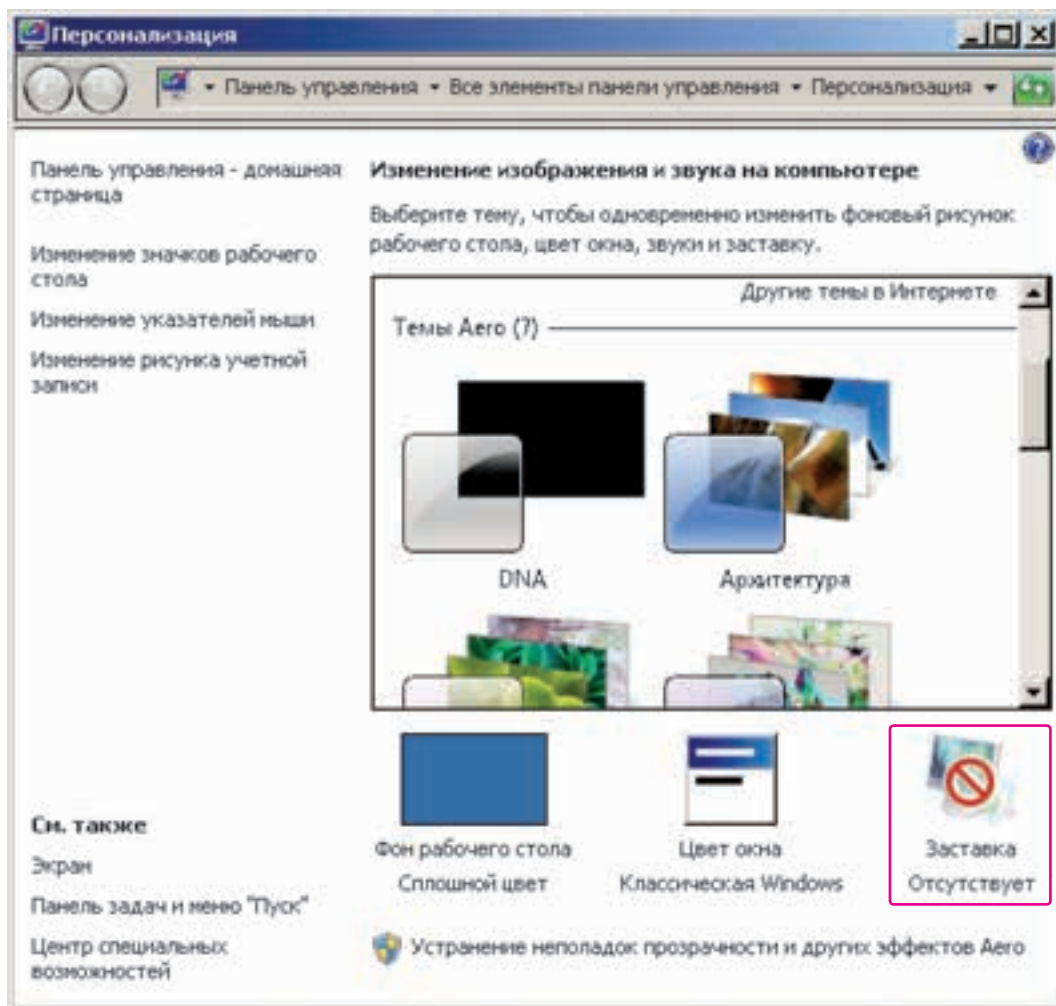 Персонализация
Панель управления Все элементы панели управления Персонализация
Панель управления - домашняя
страница
Изменение значков рабочего
стола
Изменение указателей мыши
Изменение рисунка учетной
записи
Изменение изображения и звука на компьютере
Выберите тему, чтобы одновременно изменить фоновый рисунок
рабочего стола, цвет окна, звуки и заставку.
Другие темы в Интернете
Темы Aero (7)
DNA
Архитектура
Фон рабочего стола
Сплошной цвет
Цвет окна
Классическая Windows
Заставка
Отсутствует
См. также
Экран
Панель задач и меню "Пуск"
Центр специальных
возможностей
Устранение неполадок прозрачности и других эффектов Aero